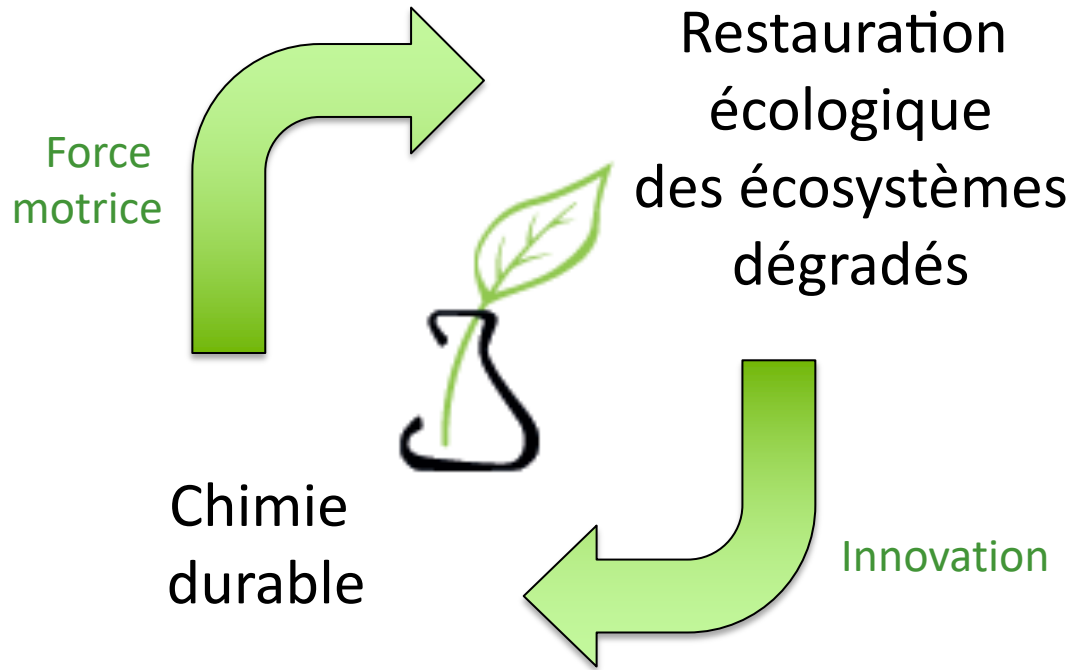 Restauration
écologique
des écosystèmes
dégradés
Force
motrice
Chimie
durable
Innovation